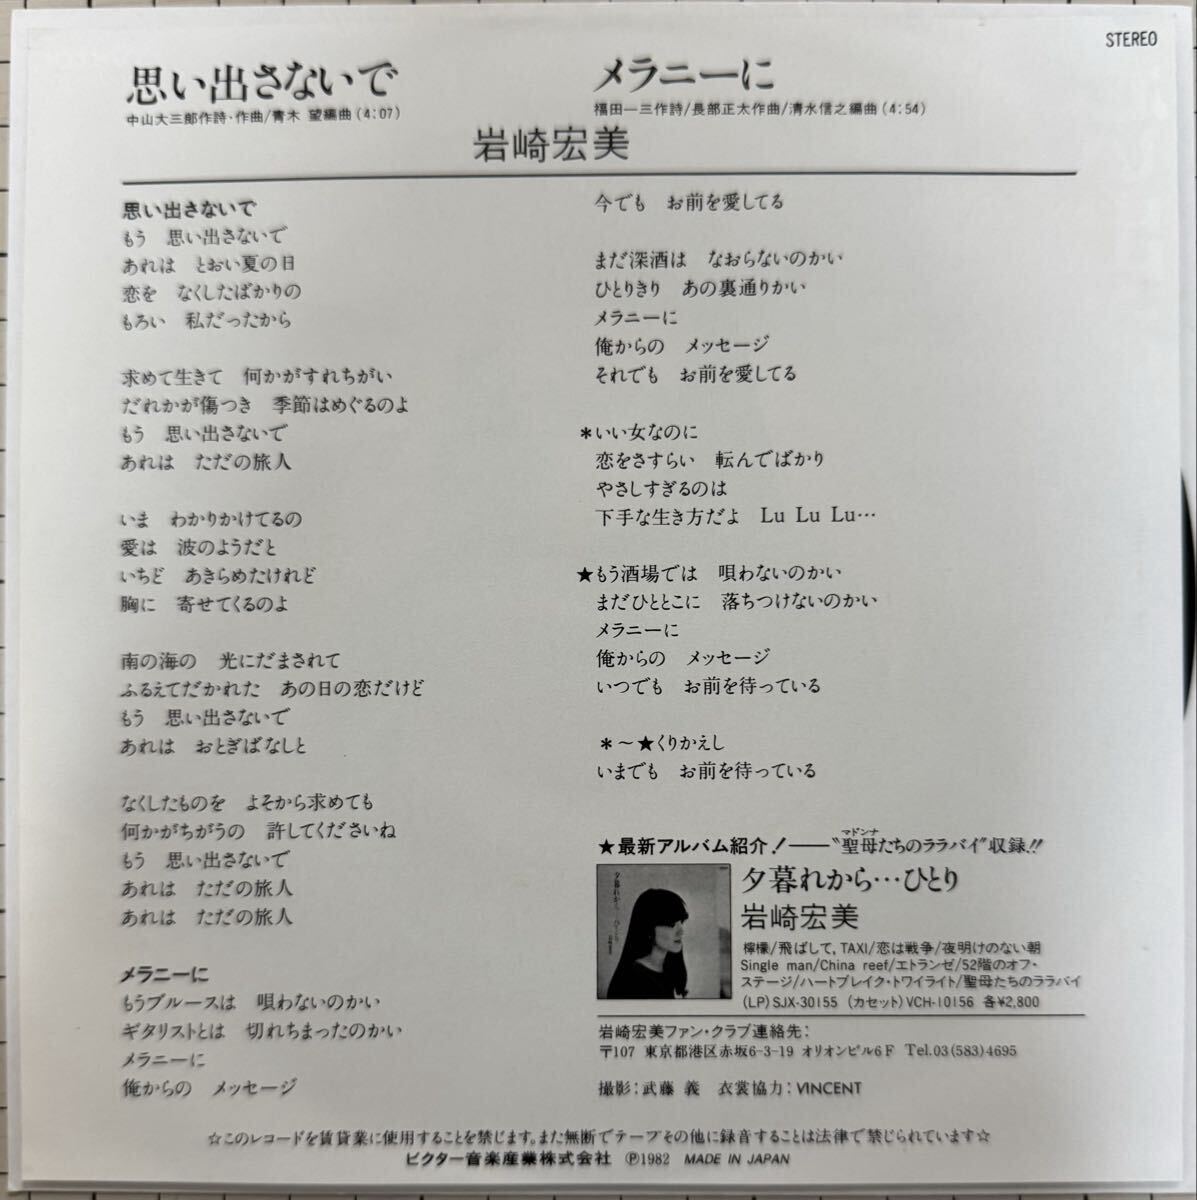 STEREO
思い出さないで
中山大三郎作詩・作曲/青木 望編曲(4:07)
メラニーに
福田一三作詩/長部正太作曲/清水信之編曲(4:54)
岩崎宏美
思い出さないで
もう 思い出さないで
あれは とおい夏の日
恋を なくしたばかりの
もろい 私だったから
求めて生きて 何かがすれちがい
だれかが傷つき 季節はめぐるのよ
もう 思い出さないで
あれは ただの旅人
いま わかりかけてるの
愛は 波のようだと
いちど あきらめたけれど
胸に 寄せてくるのよ
南の海の 光にだまされて
ふるえてだかれた あの日の恋だけど
もう 思い出さないで
あれは おとぎばなしと
なくしたものを よそから求めても
何かがちがうの 許してくださいね
もう 思い出さないで
あれは ただの旅人
あれは ただの旅人
メラニーに
もうブルースは 唄わないのかい
ギタリストとは 切れちまったのかい
メラニーに
俺からの メッセージ
今でも お前を愛してる
まだ深酒は なおらないのかい
ひとりきり あの裏通りかい
メラニーに
俺からの メッセージ
それでも お前を愛してる
＊いい女なのに
恋をさすらい 転んでばかり
やさしすぎるのは
下手な生き方だよ Lu Lu Lu…
★もう酒場では 唄わないのかい
まだひとところに 落ちつけないのかい
メラニーに
俺からの メッセージ
いつでも お前を待っている
＊～★くりかえし
いまでも お前を待っている
★最新アルバム紹介！――“聖母たちのララバイ”収録!!
マドンナ
夕暮れから…ひとり
岩崎宏美
檸檬/飛ばして，TAXI/恋は戦争/夜明けのない朝
Single man/China reef/エトランゼ/52階のオフ・
ステージ/ハートブレイク・トワイライト/聖母たちのララバイ
(LP)SJX-30155 (カセット)VCH-10156 各¥2,800
岩崎宏美ファン・クラブ連絡先：
〒107 東京都港区赤坂6-3-19 オリオンビル6F Tel.03(583)4695
撮影：武藤 義 衣裳協力：VINCENT
☆このレコードを賃貸業に使用することを禁じます。また無断でテープその他に録音することは法律で禁じられています☆
ビクター音楽産業株式会社 Ⓟ1982 MADE IN JAPAN